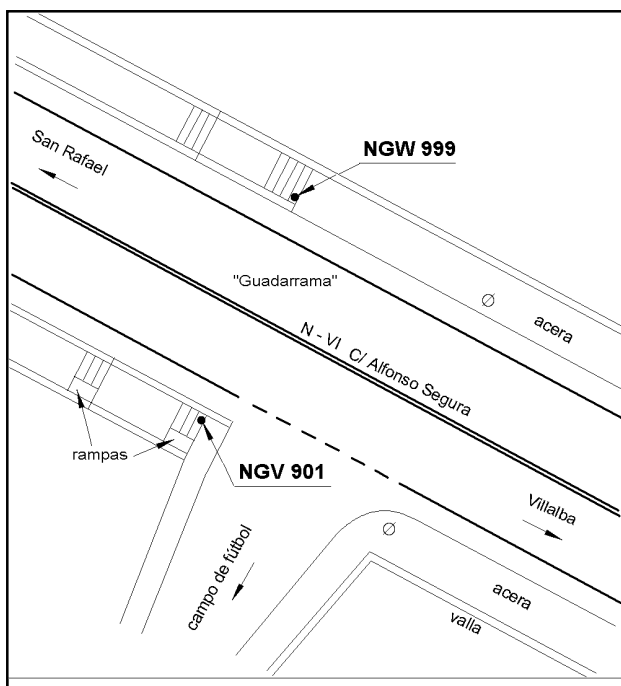 NGW 999
San Rafael
"Guadarrama"
acera
N - VI C/ Alfonso Segura
rampas
NGV 901
Villalba
campo de fútbol
acera
valla